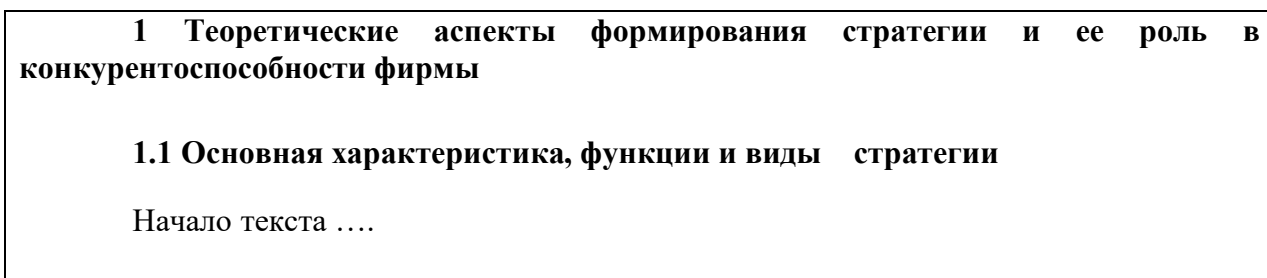 1 Теоретические аспекты формирования стратегии и ее роль в
конкурентоспособности фирмы
1.1 Основная характеристика, функции и виды стратегии
Начало текста ….